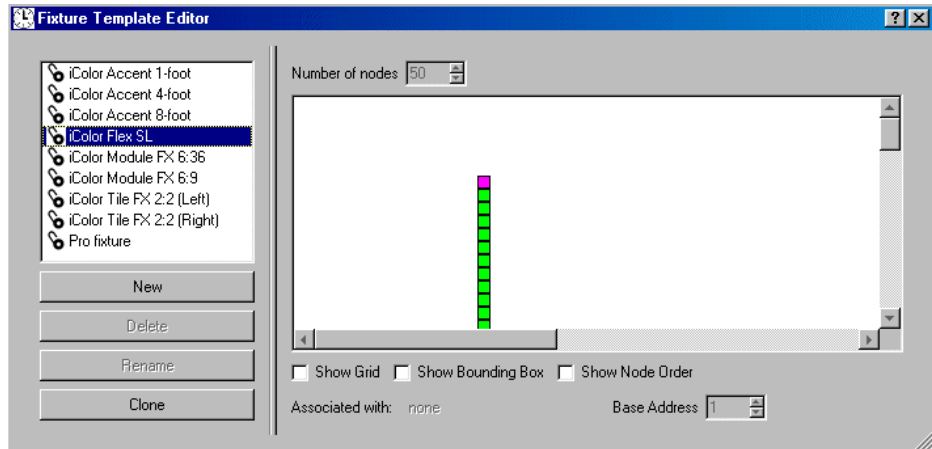 Fixture Template Editor
iColor Accent 1-foot
iColor Accent 4-foot
iColor Accent 8-foot
iColor Flex SL
iColor Module FX 6:36
iColor Module FX 6:9
iColor Tile FX 2:2 (Left)
iColor Tile FX 2:2 (Right)
Pro fixture
New
Delete
Rename
Clone
Number of nodes 50
Show Grid Show Bounding Box Show Node Order
Associated with: none Base Address 1